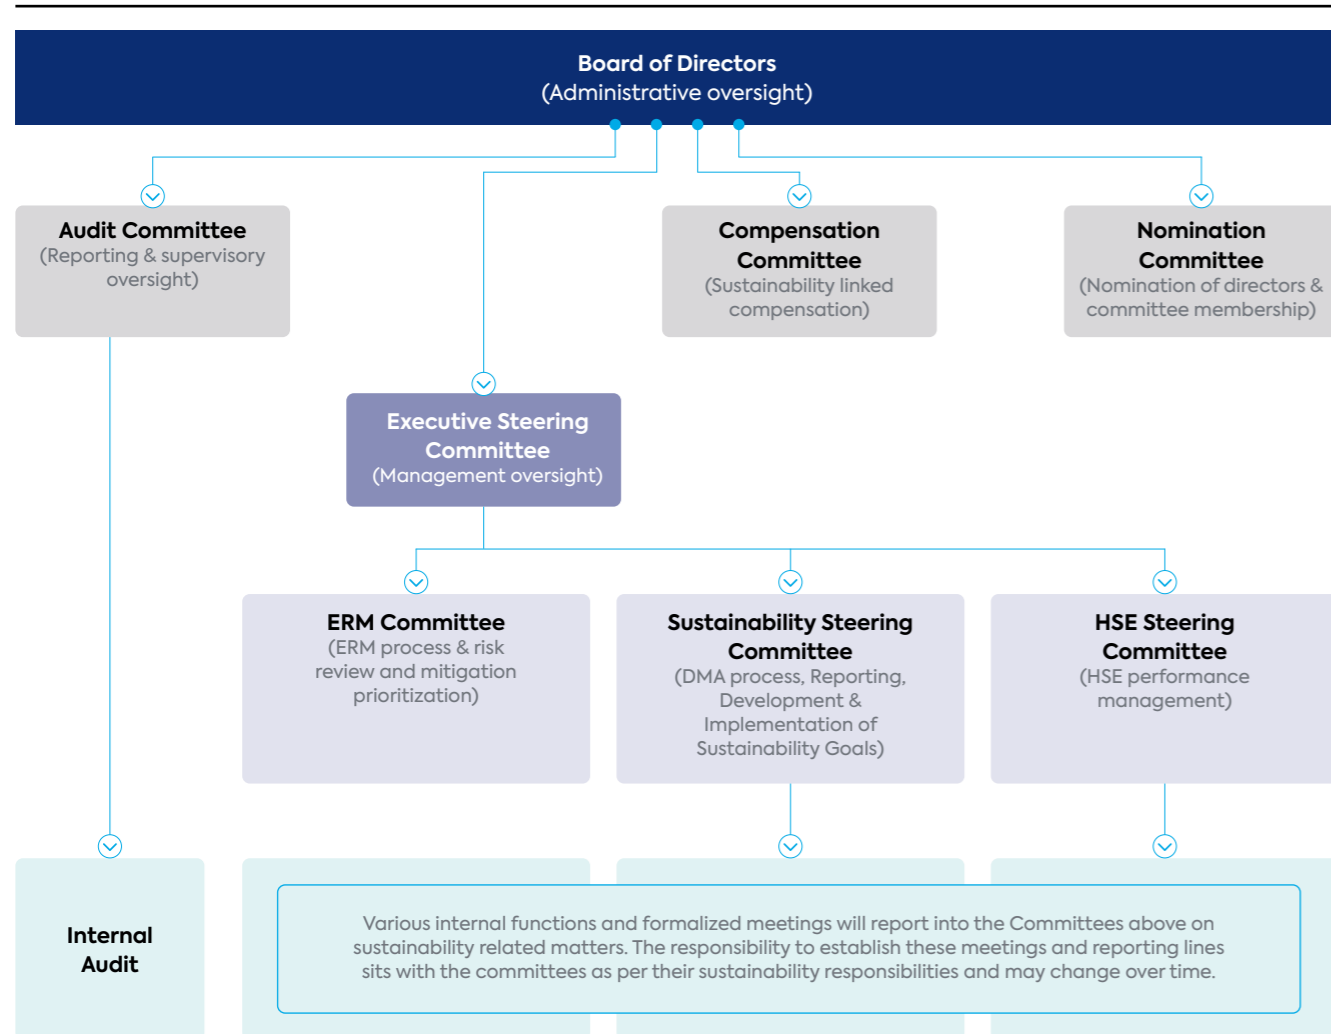 Board of Directors
(Administrative oversight)
Audit Committee
(Reporting & supervisory
oversight)
Compensation
Committee
(Sustainability linked
compensation)
Nomination
Committee
(Nomination of directors &
committee membership)
Executive Steering
Committee
(Management oversight)
ERM Committee
(ERM process & risk
review and mitigation
prioritization)
Sustainability Steering
Committee
(DMA process, Reporting,
Development &
Implementation of
Sustainability Goals)
HSE Steering
Committee
(HSE performance
management)
Internal
Audit
Various internal functions and formalized meetings will report into the Committees above on
sustainability related matters. The responsibility to establish these meetings and reporting lines
sits with the committees as per their sustainability responsibilities and may change over time.